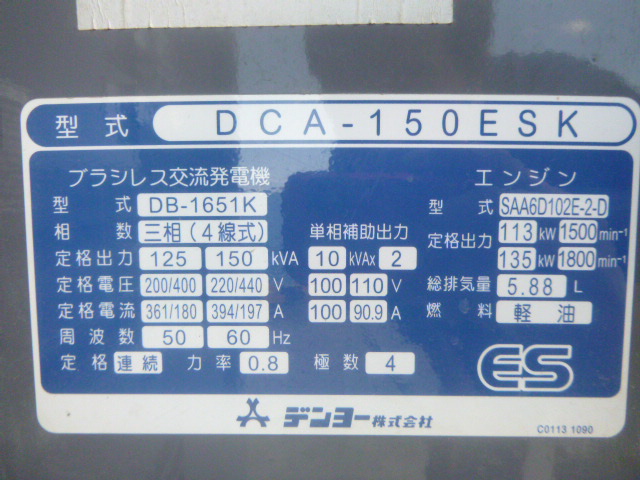 型式 DCA-150ESK
ブラシレス交流発電機
型式 DB-1651K
相数 三相(4線式)
定格出力 125 150 kVA
定格電圧 200/400 220/440 V
定格電流 361/180 394/197 A
周波数 50 60 Hz
定格 連続 力率 0.8 極数 4
単相補助出力
10 kVAx 2
100 110 V
100 90.9 A
エンジン
型式 SAA6D102E-2-D
定格出力 113 kW 1500 min⁻¹
135 kW 1800 min⁻¹
総排気量 5.88 L
燃料 軽油
ES
デンヨー株式会社
C0113 1090